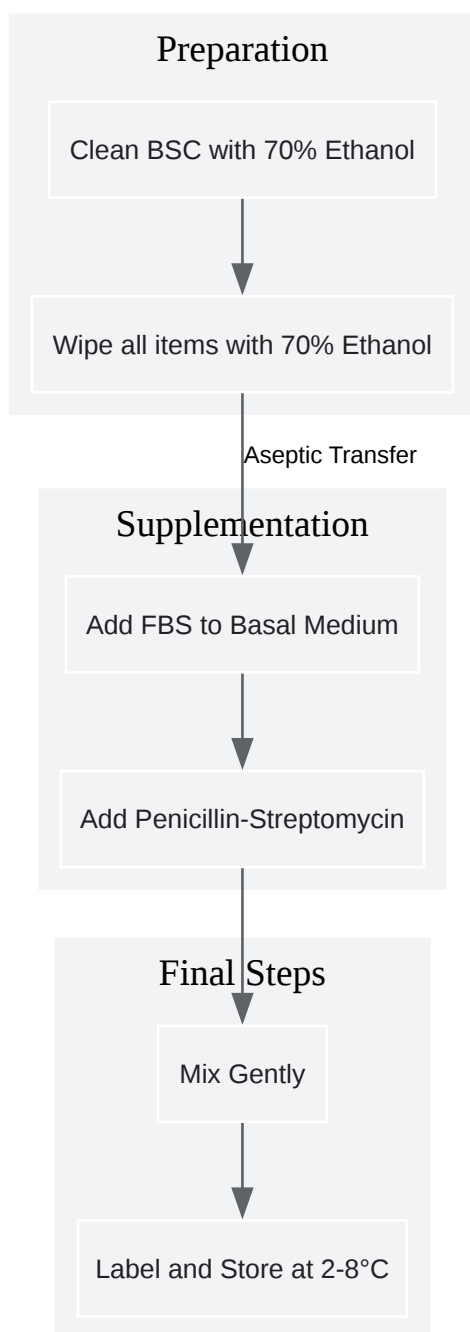 Preparation
Clean BSC with 70% Ethanol
Wipe all items with 70% Ethanol
Aseptic Transfer
Supplementation
Add FBS to Basal Medium
Add Penicillin-Streptomycin
Final Steps
Mix Gently
Label and Store at 2-8°C